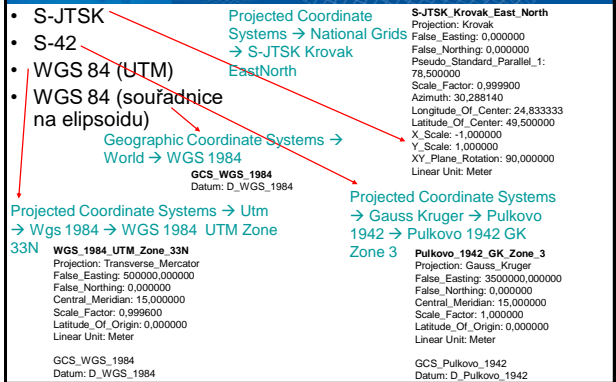 • S-JTSK
• S-42
• WGS 84 (UTM)
• WGS 84 (souřadnice
na elipsoidu)
Projected Coordinate
Systems → National Grids
→ S-JTSK Krovak
EastNorth
S-JTSK_Krovak_East_North
Projection: Krovak
False_Easting: 0,000000
False_Northing: 0,000000
Pseudo_Standard_Parallel_1:
78,500000
Scale_Factor: 0,999900
Azimuth: 30,288140
Longitude_Of_Center: 24,833333
Latitude_Of_Center: 49,500000
X_Scale: -1,000000
Y_Scale: 1,000000
XY_Plane_Rotation: 90,000000
Linear Unit: Meter
Geographic Coordinate Systems →
World → WGS 1984
GCS_WGS_1984
Datum: D_WGS_1984
Projected Coordinate Systems → Utm
→ Wgs 1984 → WGS 1984 UTM Zone
33N
WGS_1984_UTM_Zone_33N
Projection: Transverse_Mercator
False_Easting: 500000,000000
False_Northing: 0,000000
Central_Meridian: 15,000000
Scale_Factor: 0,999600
Latitude_Of_Origin: 0,000000
Linear Unit: Meter
GCS_WGS_1984
Datum: D_WGS_1984
Projected Coordinate Systems
→ Gauss Kruger → Pulkovo
1942 → Pulkovo 1942 GK
Zone 3
Pulkovo_1942_GK_Zone_3
Projection: Gauss_Kruger
False_Easting: 3500000,000000
False_Northing: 0,000000
Central_Meridian: 15,000000
Scale_Factor: 1,000000
Latitude_Of_Origin: 0,000000
Linear Unit: Meter
GCS_Pulkovo_1942
Datum: D_Pulkovo_1942